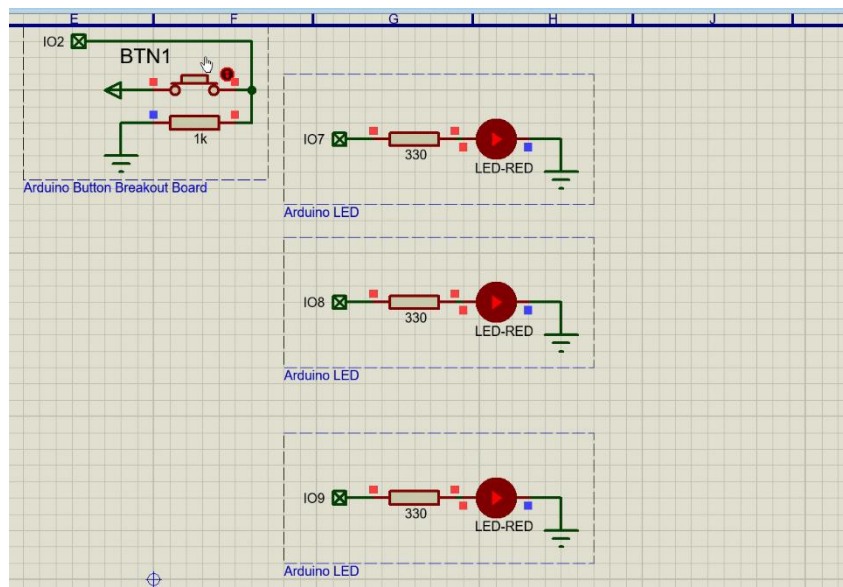 E F G H J
IO2
BTN1
1k
Arduino Button Breakout Board
IO7
330
LED-RED
Arduino LED
IO8
330
LED-RED
Arduino LED
IO9
330
LED-RED
Arduino LED